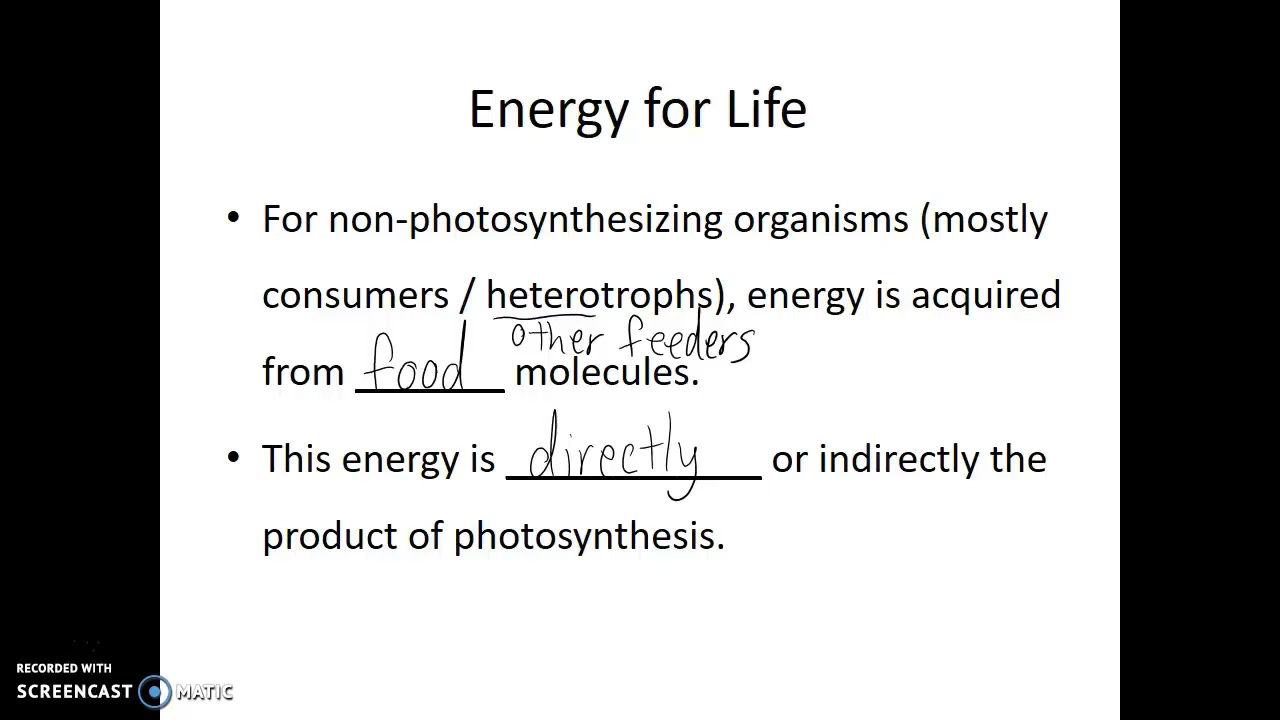 Energy for Life
• For non-photosynthesizing organisms (mostly
consumers / heterotrophs), energy is acquired
other feeders
from food molecules.
• This energy is directly or indirectly the
product of photosynthesis.
RECORDED WITH
SCREENCAST MATIC